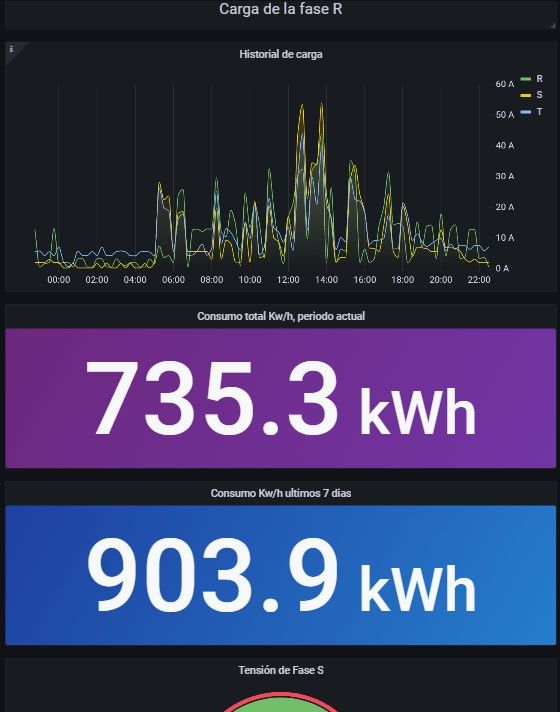 Carga de la fase R
i
Historial de carga
60 A
50 A
40 A
30 A
20 A
10 A
0 A
R
S
T
00:00 02:00 04:00 06:00 08:00 10:00 12:00 14:00 16:00 18:00 20:00 22:00
Consumo total Kw/h, periodo actual
735.3 kWh
Consumo Kw/h ultimos 7 dias
903.9 kWh
Tensión de Fase S